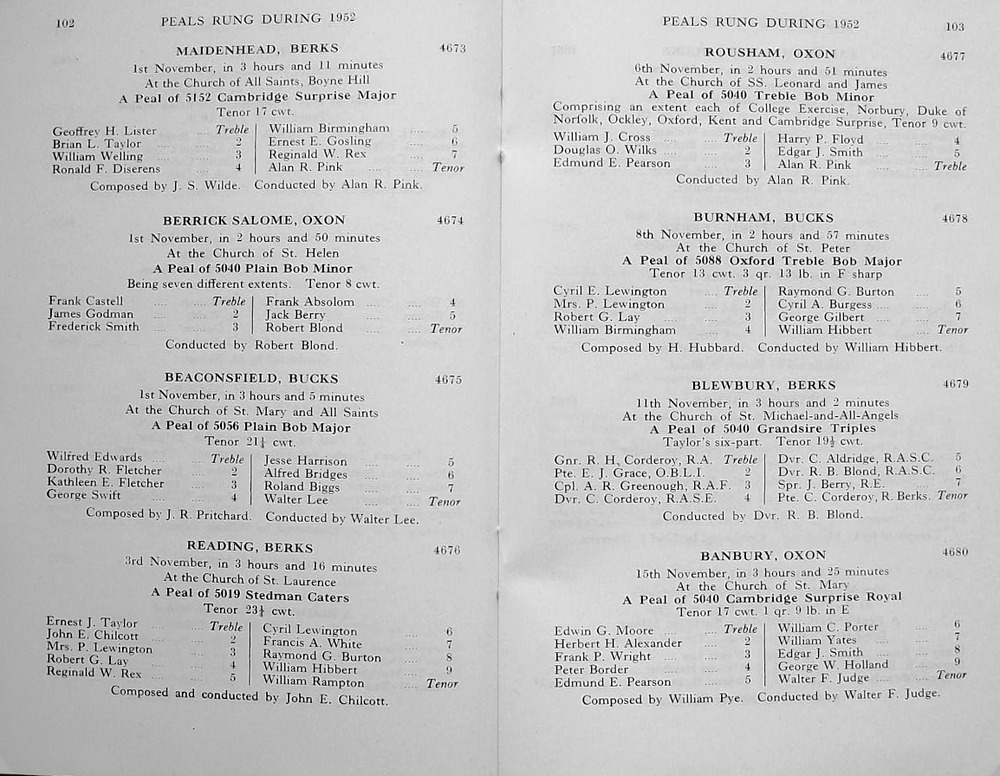 102 PEALS RUNG DURING 1952
MAIDENHEAD, BERKS 4673
1st November, in 3 hours and 11 minutes
At the Church of All Saints, Boyne Hill
A Peal of 5152 Cambridge Surprise Major
Tenor 17 cwt.
Geoffrey H. Lister .... Treble | William Birmingham .... 5
Brian L. Taylor .... 2 | Ernest E. Gosling .... 6
William Welling .... 3 | Reginald W. Rex .... 7
Ronald F. Diserens .... 4 | Alan R. Pink .... .... Tenor
Composed by J. S. Wilde. Conducted by Alan R. Pink.
BERRICK SALOME, OXON 4674
1st November, in 2 hours and 50 minutes
At the Church of St. Helen
A Peal of 5040 Plain Bob Minor
Being seven different extents. Tenor 8 cwt.
Frank Castell .... .... Treble | Frank Absolom .... .... 4
James Godman .... 2 | Jack Berry .... .... 5
Frederick Smith .... 3 | Robert Blond .... .... Tenor
Conducted by Robert Blond.
BEACONSFIELD, BUCKS 4675
1st November, in 3 hours and 5 minutes
At the Church of St. Mary and All Saints
A Peal of 5056 Plain Bob Major
Tenor 21¼ cwt.
Wilfred Edwards .... Treble | Jesse Harrison .... .... 5
Dorothy R. Fletcher .... 2 | Alfred Bridges .... .... 6
Kathleen E. Fletcher .... 3 | Roland Biggs .... .... 7
George Swift .... .... 4 | Walter Lee .... .... Tenor
Composed by J. R. Pritchard. Conducted by Walter Lee.
READING, BERKS 4676
3rd November, in 3 hours and 16 minutes
At the Church of St. Laurence
A Peal of 5019 Stedman Caters
Tenor 23¼ cwt.
Ernest J. Taylor .... Treble | Cyril Lewington .... 6
John E. Chilcott .... 2 | Francis A. White .... 7
Mrs. P. Lewington .... 3 | Raymond G. Burton .... 8
Robert G. Lay .... 4 | William Hibbert .... 9
Reginald W. Rex .... 5 | William Rampton .... Tenor
Composed and conducted by John E. Chilcott.
PEALS RUNG DURING 1952 103
ROUSHAM, OXON 4677
6th November, in 2 hours and 51 minutes
At the Church of SS. Leonard and James
A Peal of 5040 Treble Bob Minor
Comprising an extent each of College Exercise, Norbury, Duke of
Norfolk, Ockley, Oxford, Kent and Cambridge Surprise, Tenor 9 cwt.
William J. Cross .... Treble | Harry P. Floyd .... .... 4
Douglas O. Wilks .... 2 | Edgar J. Smith .... .... 5
Edmund E. Pearson .... 3 | Alan R. Pink .... .... Treble
Conducted by Alan R. Pink.
BURNHAM, BUCKS 4678
8th November, in 2 hours and 57 minutes
At the Church of St. Peter
A Peal of 5088 Oxford Treble Bob Major
Tenor 13 cwt. 3 qr. 13 lb. in F sharp
Cyril E. Lewington .... Treble | Raymond G. Burton .... 5
Mrs. P. Lewington .... 2 | Cyril A. Burgess .... .... 6
Robert G. Lay .... 3 | George Gilbert .... .... 7
William Birmingham .... 4 | William Hibbert .... Tenor
Composed by H. Hubbard. Conducted by William Hibbert.
BLEWBURY, BERKS 4679
11th November, in 3 hours and 2 minutes
At the Church of St. Michael-and-All-Angels
A Peal of 5040 Grandsire Triples
Taylor's six-part. Tenor 19½ cwt.
Gnr. R. H. Corderoy, R.A. Treble | Dvr. C. Aldridge, R.A.S.C. 5
Pte. E. J. Grace, O.B.L.I. 2 | Dvr. R. B. Blond, R.A.S.C. 6
Cpl. A. R. Greenough, R.A.F. 3 | Spr. J. Berry, R.E. .... 7
Dvr. C. Corderoy, R.A.S.E. 4 | Pte. C. Corderoy, R. Berks. Tenor
Conducted by Dvr. R. B. Blond.
BANBURY, OXON 4680
15th November, in 3 hours and 25 minutes
At the Church of St. Mary
A Peal of 5040 Cambridge Surprise Royal
Tenor 17 cwt. 1 qr. 9 lb. in E
Edwin G. Moore .... Treble | William C. Porter .... 6
Herbert H. Alexander .... 2 | William Yates .... .... 7
Frank P. Wright .... 3 | Edgar J. Smith .... .... 8
Peter Border .... .... 4 | George W. Holland .... 9
Edmund E. Pearson .... 5 | Walter F. Judge .... .... Tenor
Composed by William Pye. Conducted by Walter F. Judge.